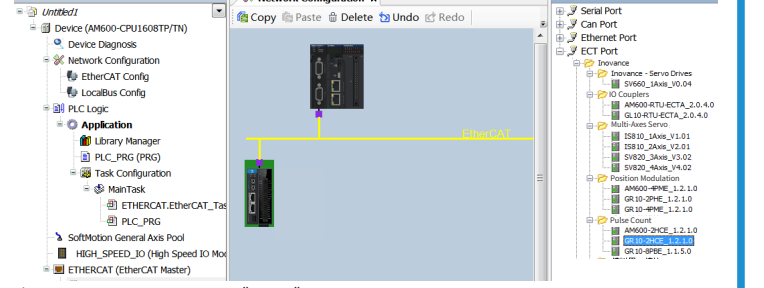 Untitled1
Device (AM600-CPU1608TP/TN)
Device Diagnosis
Network Configuration
EtherCAT Config
LocalBus Config
PLC Logic
Application
Library Manager
PLC_PRG (PRG)
Task Configuration
MainTask
ETHERCAT.EtherCAT_Tas
PLC_PRG
SoftMotion General Axis Pool
HIGH_SPEED_IO (High Speed IO Mod
ETHERCAT (EtherCAT Master)
Network Configuration
Copy Paste Delete Undo Redo
EtherCAT
Serial Port
Can Port
Ethernet Port
ECT Port
Inovance
Inovance - Servo Drives
SV660_1Axis_V0.04
IO Couplers
AM600-RTU-ECTA_2.0.4.0
GL10-RTU-ECTA_2.0.4.0
Multi-Axes Servo
IS810_1Axis_V1.01
IS810_2Axis_V2.01
SV820_3Axis_V3.02
SV820_4Axis_V4.02
Position Modulation
AM600-4PME_1.2.1.0
GR10-2PHE_1.2.1.0
GR10-4PME_1.2.1.0
Pulse Count
AM600-2HCE_1.2.1.0
GR10-2HCE_1.2.1.0
GR10-8PBE_1.1.5.0